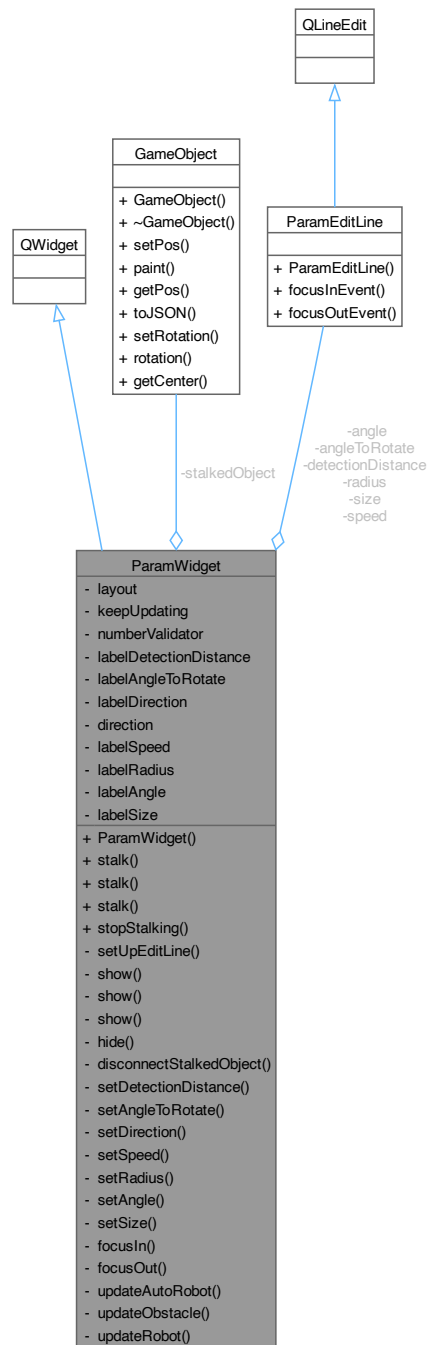 QLineEdit
GameObject
+ GameObject()
+ ~GameObject()
+ setPos()
+ paint()
+ getPos()
+ toJSON()
+ setRotation()
+ rotation()
+ getCenter()
ParamEditLine
+ ParamEditLine()
+ focusInEvent()
+ focusOutEvent()
QWidget
-stalkedObject
-angle
-angleToRotate
-detectionDistance
-radius
-size
-speed
ParamWidget
- layout
- keepUpdating
- numberValidator
- labelDetectionDistance
- labelAngleToRotate
- labelDirection
- direction
- labelSpeed
- labelRadius
- labelAngle
- labelSize
+ ParamWidget()
+ stalk()
+ stalk()
+ stalk()
+ stopStalking()
- setUpEditLine()
- show()
- show()
- show()
- hide()
- disconnectStalkedObject()
- setDetectionDistance()
- setAngleToRotate()
- setDirection()
- setSpeed()
- setRadius()
- setAngle()
- setSize()
- focusIn()
- focusOut()
- updateAutoRobot()
- updateObstacle()
- updateRobot()